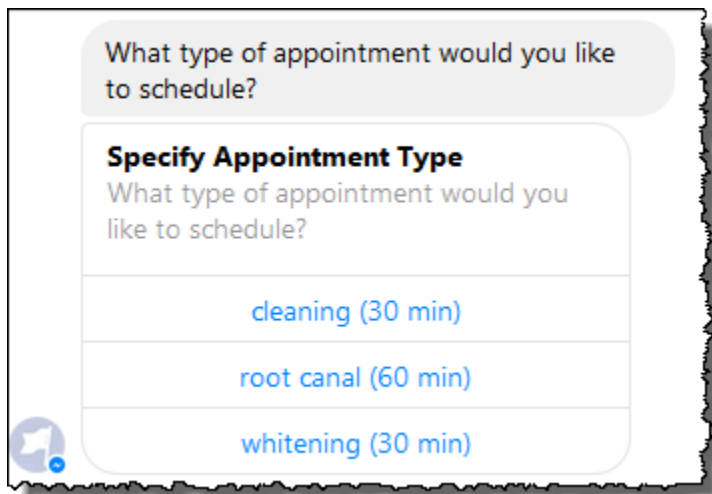 What type of appointment would you like
to schedule?
Specify Appointment Type
What type of appointment would you
like to schedule?
cleaning (30 min)
root canal (60 min)
whitening (30 min)